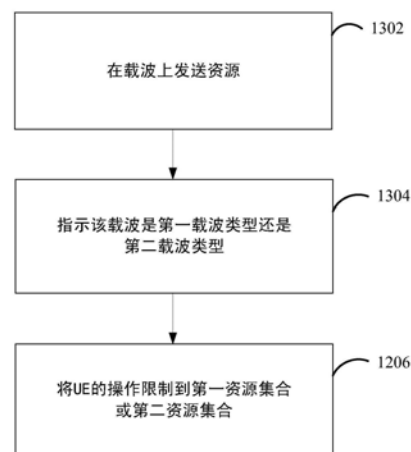 1302
在载波上发送资源
1304
指示该载波是第一载波类型还是
第二载波类型
1206
将UE的操作限制到第一资源集合
或第二资源集合